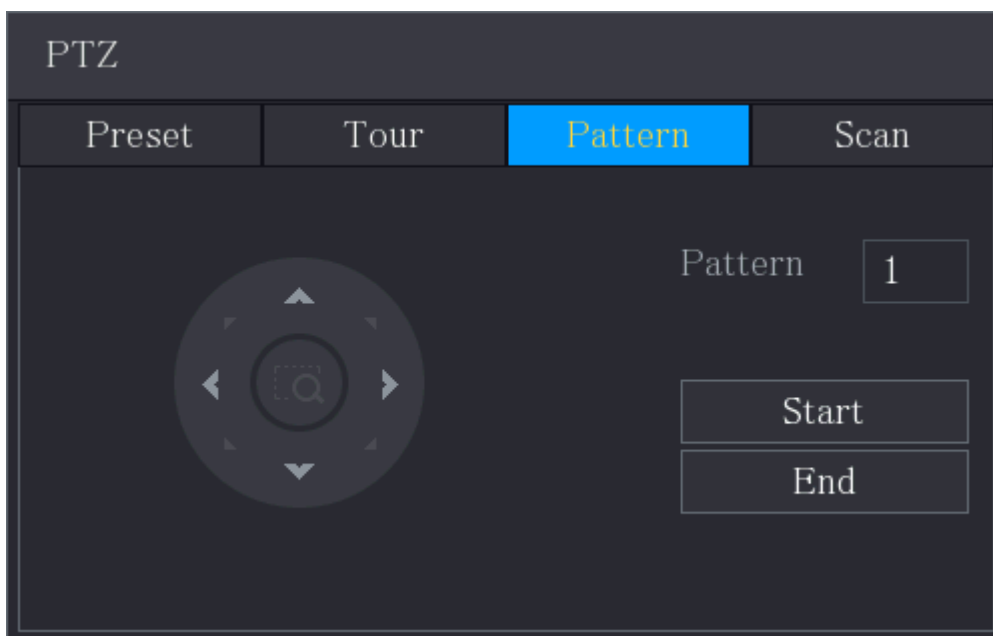 PTZ
Preset Tour Pattern Scan
Pattern 1
Start
End